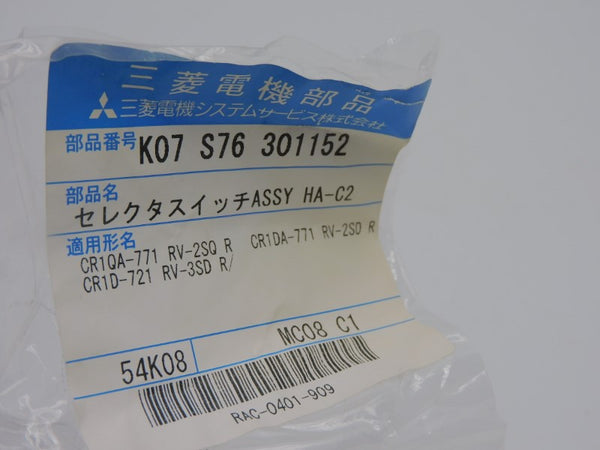 三菱電機部品
三菱電機システムサービス株式会社
部品番号 K07 S76 301152
部品名
セレクタスイッチASSY HA-C2
適用形名
CR1QA-771 RV-2SQ R CR1DA-771 RV-2SD R
CR1D-721 RV-3SD R/
54K08 MC08 C1
RAC-0401-909